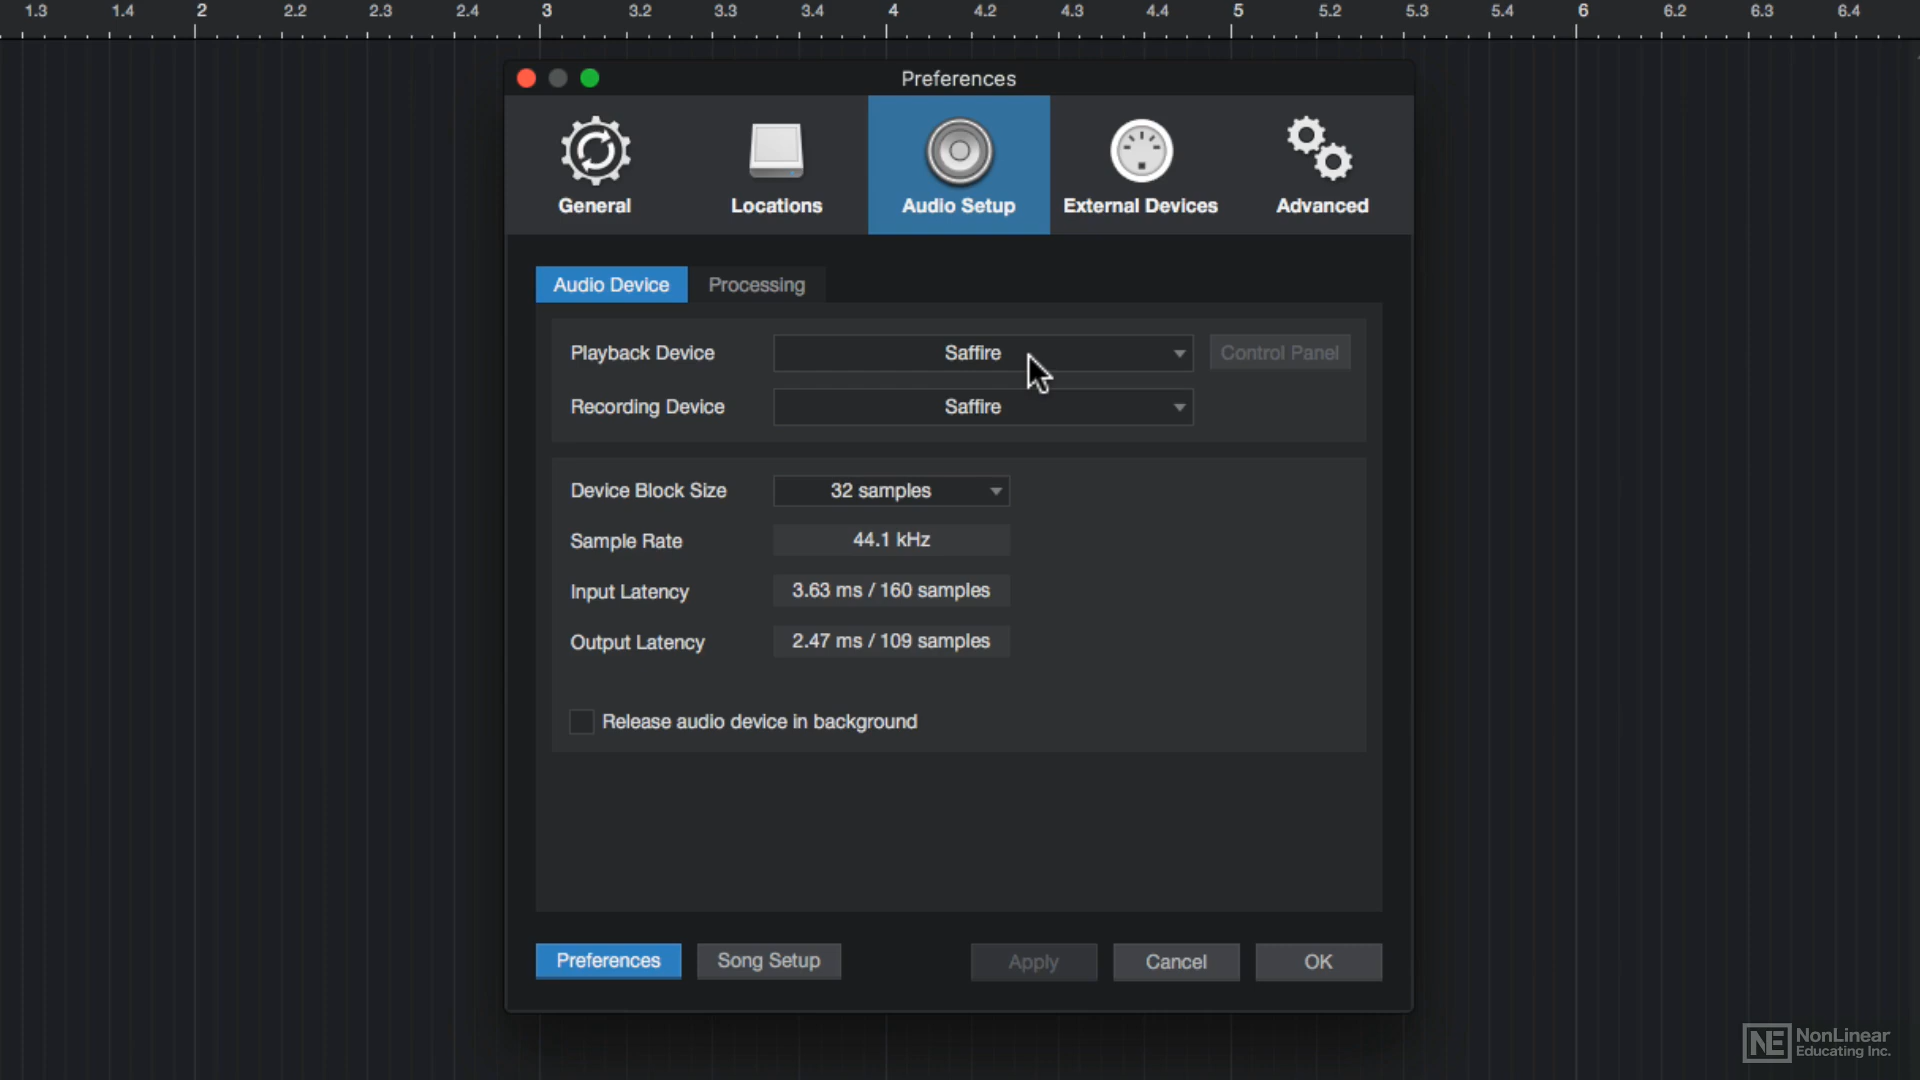 1.3 1.4 2 2.2 2.3 2.4 3 3.2 3.3 3.4 4 4.2 4.3 4.4 5 5.2 5.3 5.4 6 6.2 6.3 6.4
Preferences
General Locations Audio Setup External Devices Advanced
Audio Device Processing
Playback Device Saffire Control Panel
Recording Device Saffire
Device Block Size 32 samples
Sample Rate 44.1 kHz
Input Latency 3.63 ms / 160 samples
Output Latency 2.47 ms / 109 samples
Release audio device in background
Preferences Song Setup Apply Cancel OK
NE NonLinear
Educating Inc.